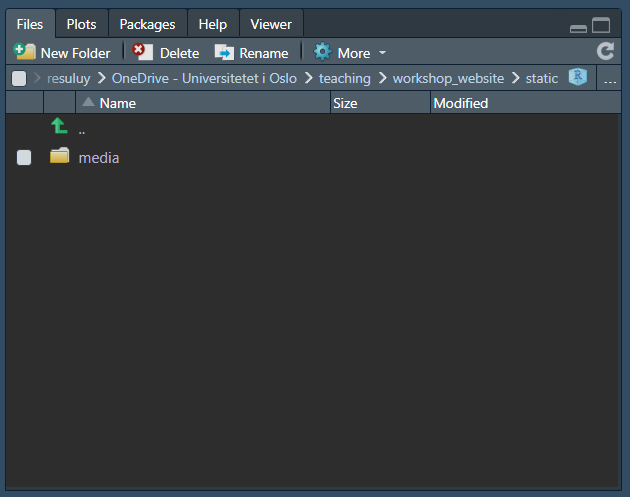 Files Plots Packages Help Viewer
New Folder Delete Rename More
resuluy OneDrive - Universitetet i Oslo teaching workshop_website static ...
Name Size Modified
..
media